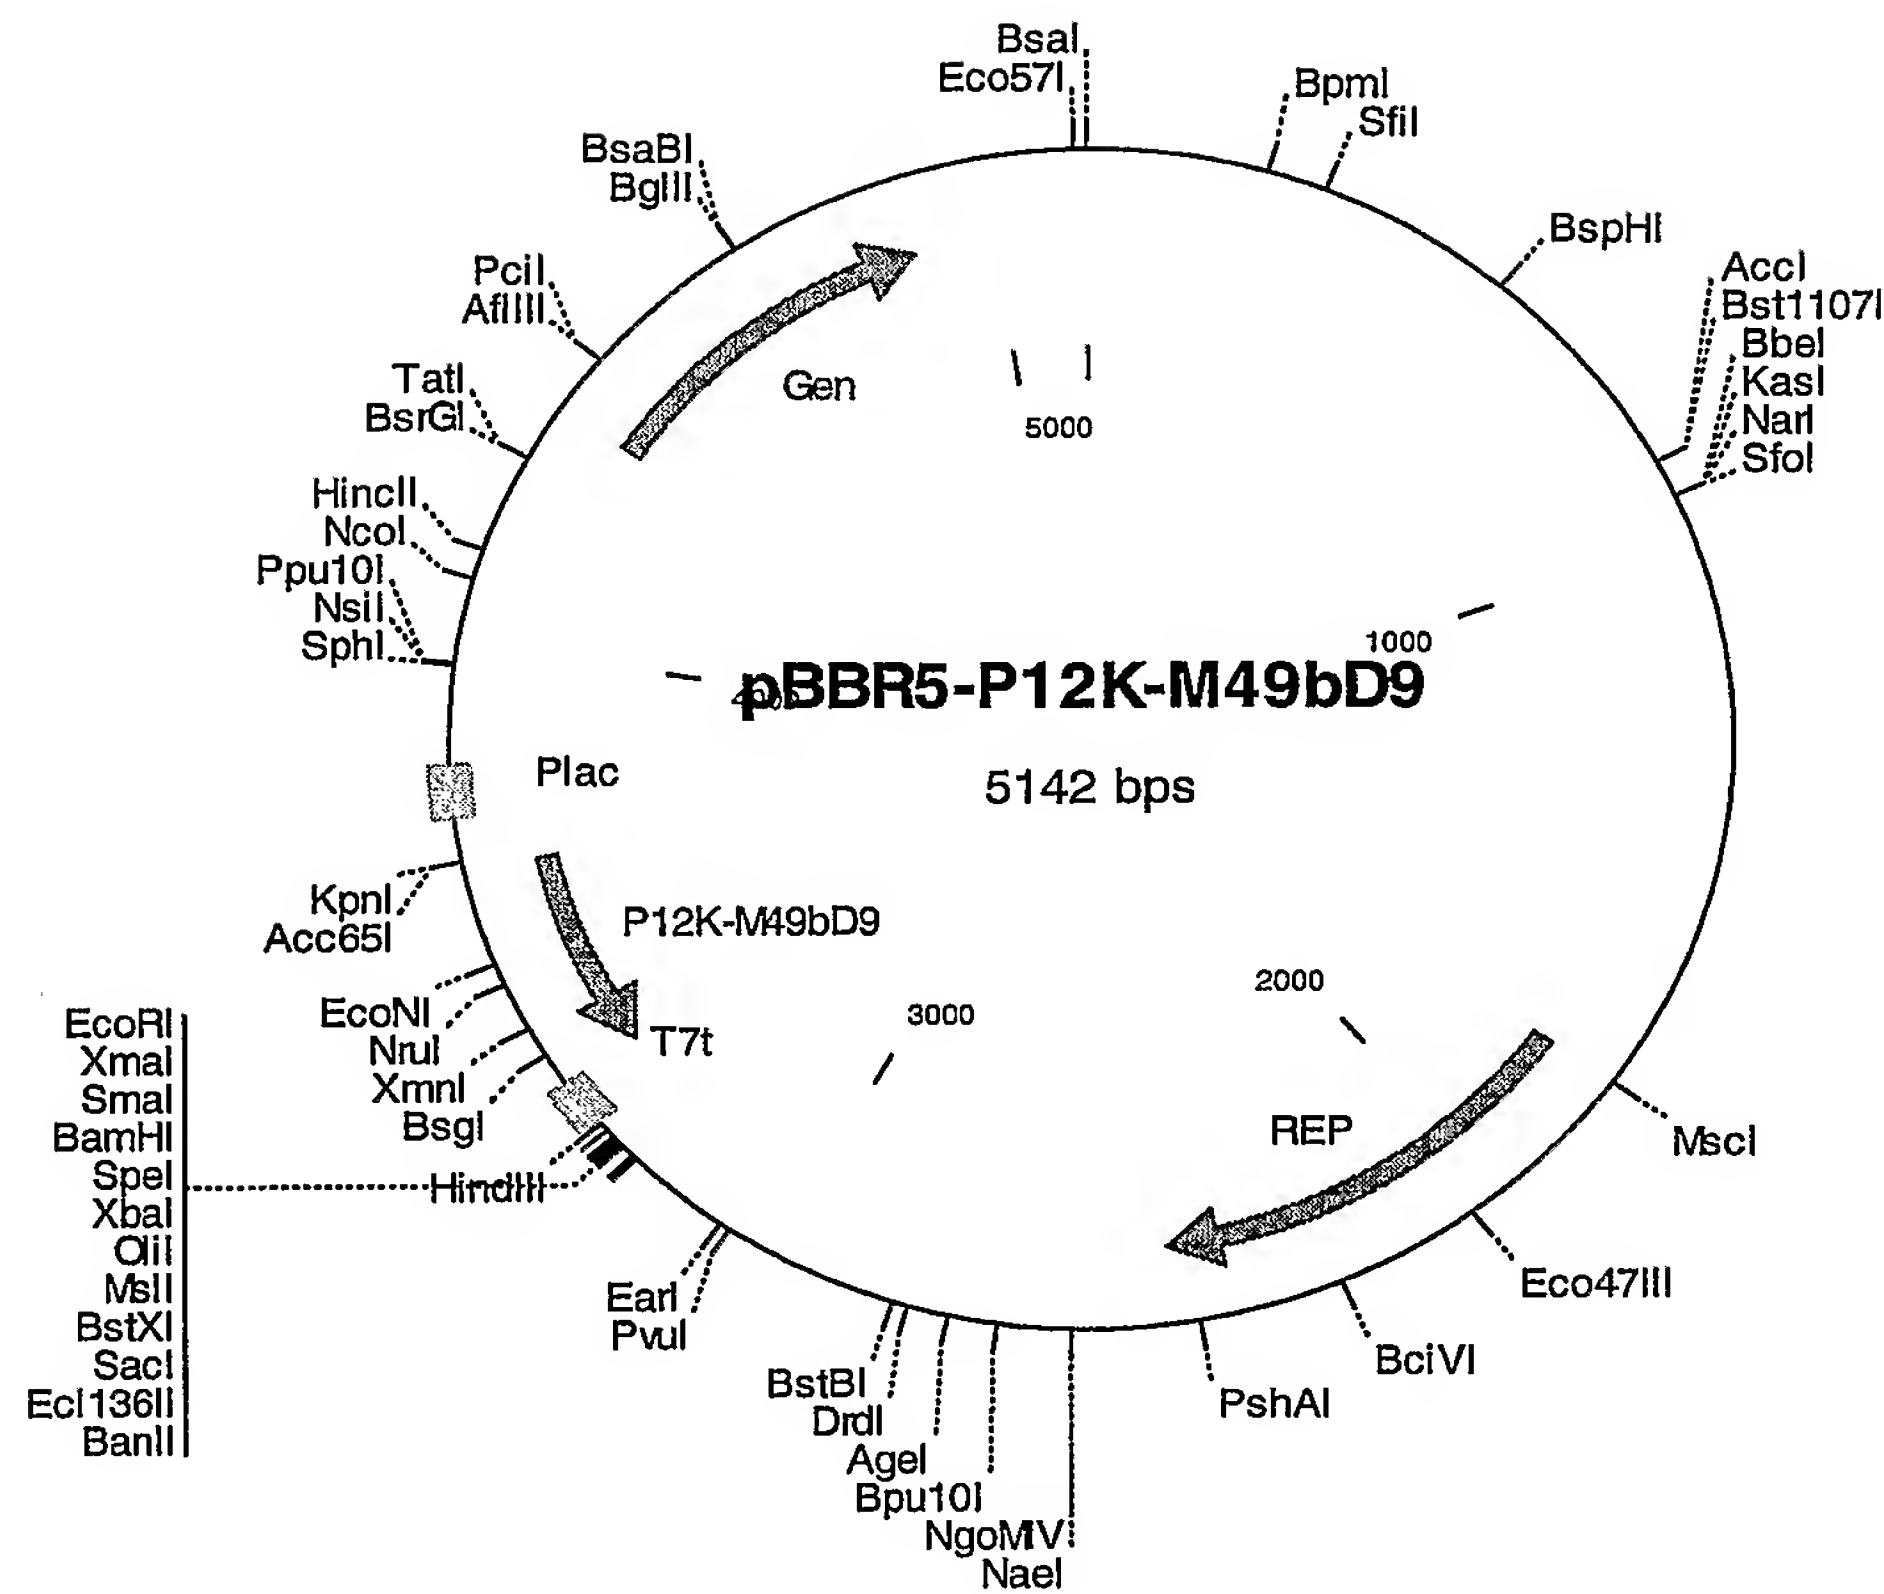 BsaI
Eco57I
BpmI
SfiI
BsaBI
BglII
BspHI
PciI
AflIII
AccI
Bst1107I
BbeI
KasI
NarI
SfoI
TatI
BsrGI
Gen
5000
HincII
NcoI
Ppu10I
NsiI
SphI
1000
4000
pBBR5-P12K-M49bD9
5142 bps
Plac
KpnI
Acc65I
P12K-M49bD9
2000
3000
EcoNI
NruI
XmnI
BsgI
T7t
HindIII
EcoRI
XmaI
SmaI
BamHI
SpeI
XbaI
OliI
MslI
BstXI
SacI
Ecl136II
BanII
REP
MscI
Eco47III
BciVI
PshAI
EarI
PvuI
BstBI
DrdI
AgeI
Bpu10I
NgoMIV
NaeI